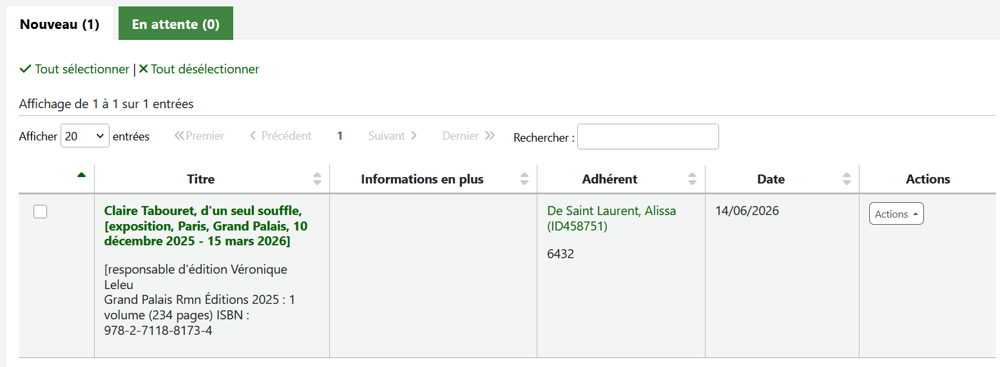 Nouveau (1) En attente (0)
Tout sélectionner | Tout désélectionner
Affichage de 1 à 1 sur 1 entrées
Afficher 20 entrées Premier Précédent 1 Suivant Dernier Rechercher :
Titre Informations en plus Adhérent Date Actions
Claire Tabouret, d'un seul souffle,
[exposition, Paris, Grand Palais, 10
décembre 2025 - 15 mars 2026]
[responsable d'édition Véronique
Leleu
Grand Palais Rmn Éditions 2025 : 1
volume (234 pages) ISBN :
978-2-7118-8173-4
De Saint Laurent, Alissa
(ID458751)
6432
14/06/2026
Actions